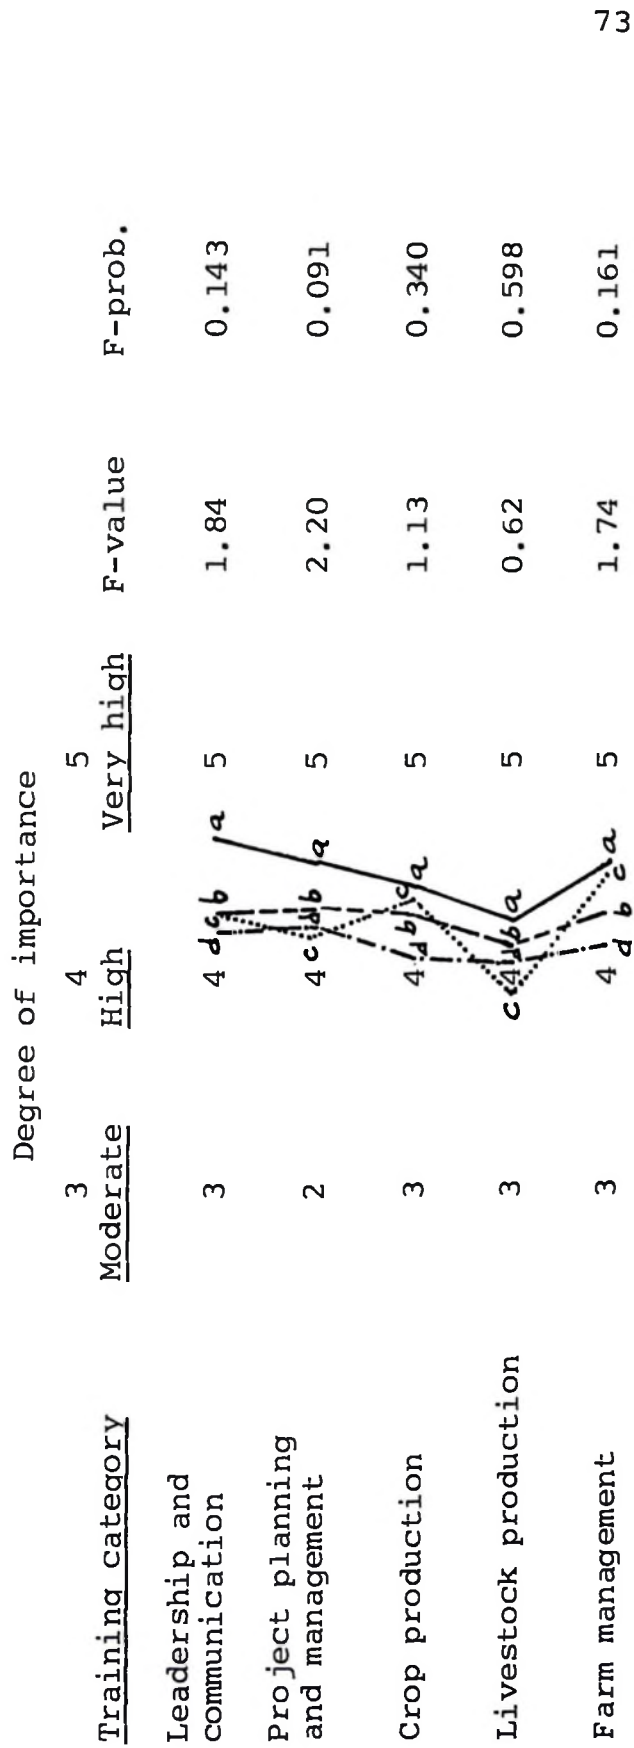 73
Degree of importance
3 4 5
Training category Moderate High Very high F-value F-prob.
Leadership and
communication 3 4 d c b a 5 1.84 0.143
Project planning
and management 2 4 c d b a 5 2.20 0.091
Crop production 3 4 d b c a 5 1.13 0.340
Livestock production 3 c 4 d b a 5 0.62 0.598
Farm management 3 4 d b c a 5 1.74 0.161